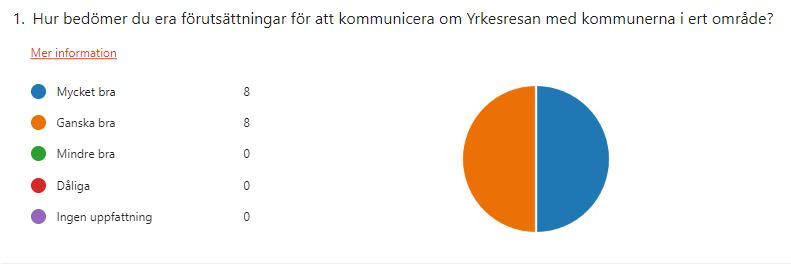 1. Hur bedömer du era förutsättningar för att kommunicera om Yrkesresan med kommunerna i ert område?
Mer information
Mycket bra 8
Ganska bra 8
Mindre bra 0
Dåliga 0
Ingen uppfattning 0